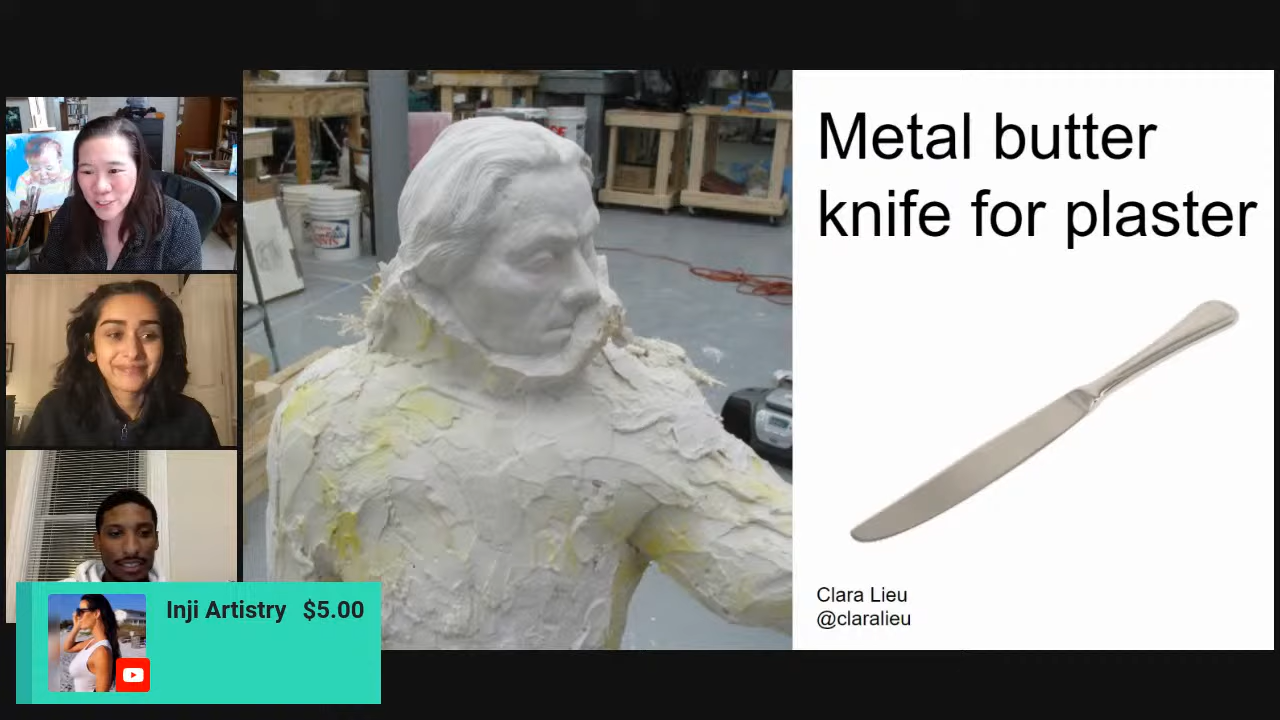 Metal butter
knife for plaster
Clara Lieu
@claralieu
Inji Artistry $5.00